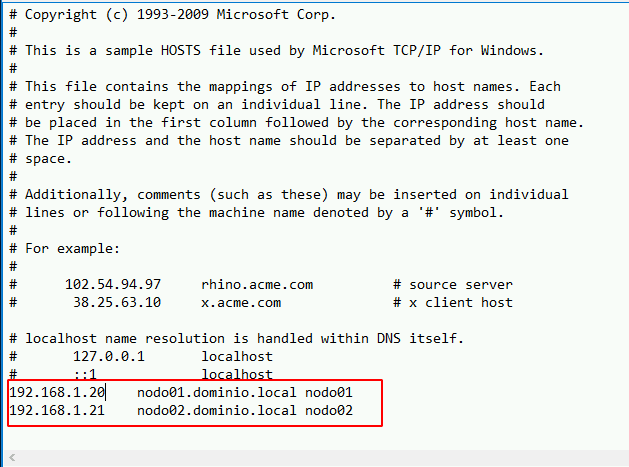 # Copyright (c) 1993-2009 Microsoft Corp.
#
# This is a sample HOSTS file used by Microsoft TCP/IP for Windows.
#
# This file contains the mappings of IP addresses to host names. Each
# entry should be kept on an individual line. The IP address should
# be placed in the first column followed by the corresponding host name.
# The IP address and the host name should be separated by at least one
# space.
#
# Additionally, comments (such as these) may be inserted on individual
# lines or following the machine name denoted by a '#' symbol.
#
# For example:
#
#      102.54.94.97     rhino.acme.com          # source server
#       38.25.63.10     x.acme.com              # x client host

# localhost name resolution is handled within DNS itself.
#       127.0.0.1       localhost
#       ::1             localhost
192.168.1.20    nodo01.dominio.local nodo01
192.168.1.21    nodo02.dominio.local nodo02